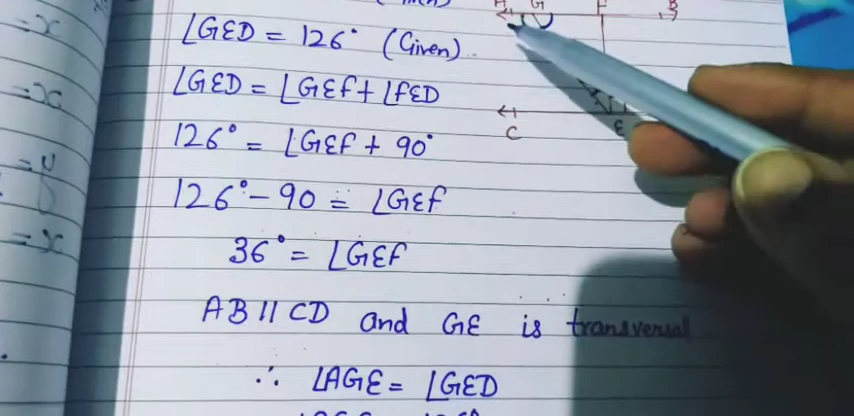 A G F B
∠GED = 126° (Given)
∠GED = ∠GEF + ∠FED
126° = ∠GEF + 90°
126° - 90 = ∠GEF
36° = ∠GEF
C E
AB || CD and GE is transversal
∴ ∠AGE = ∠GED
= x
= x
= y
= x